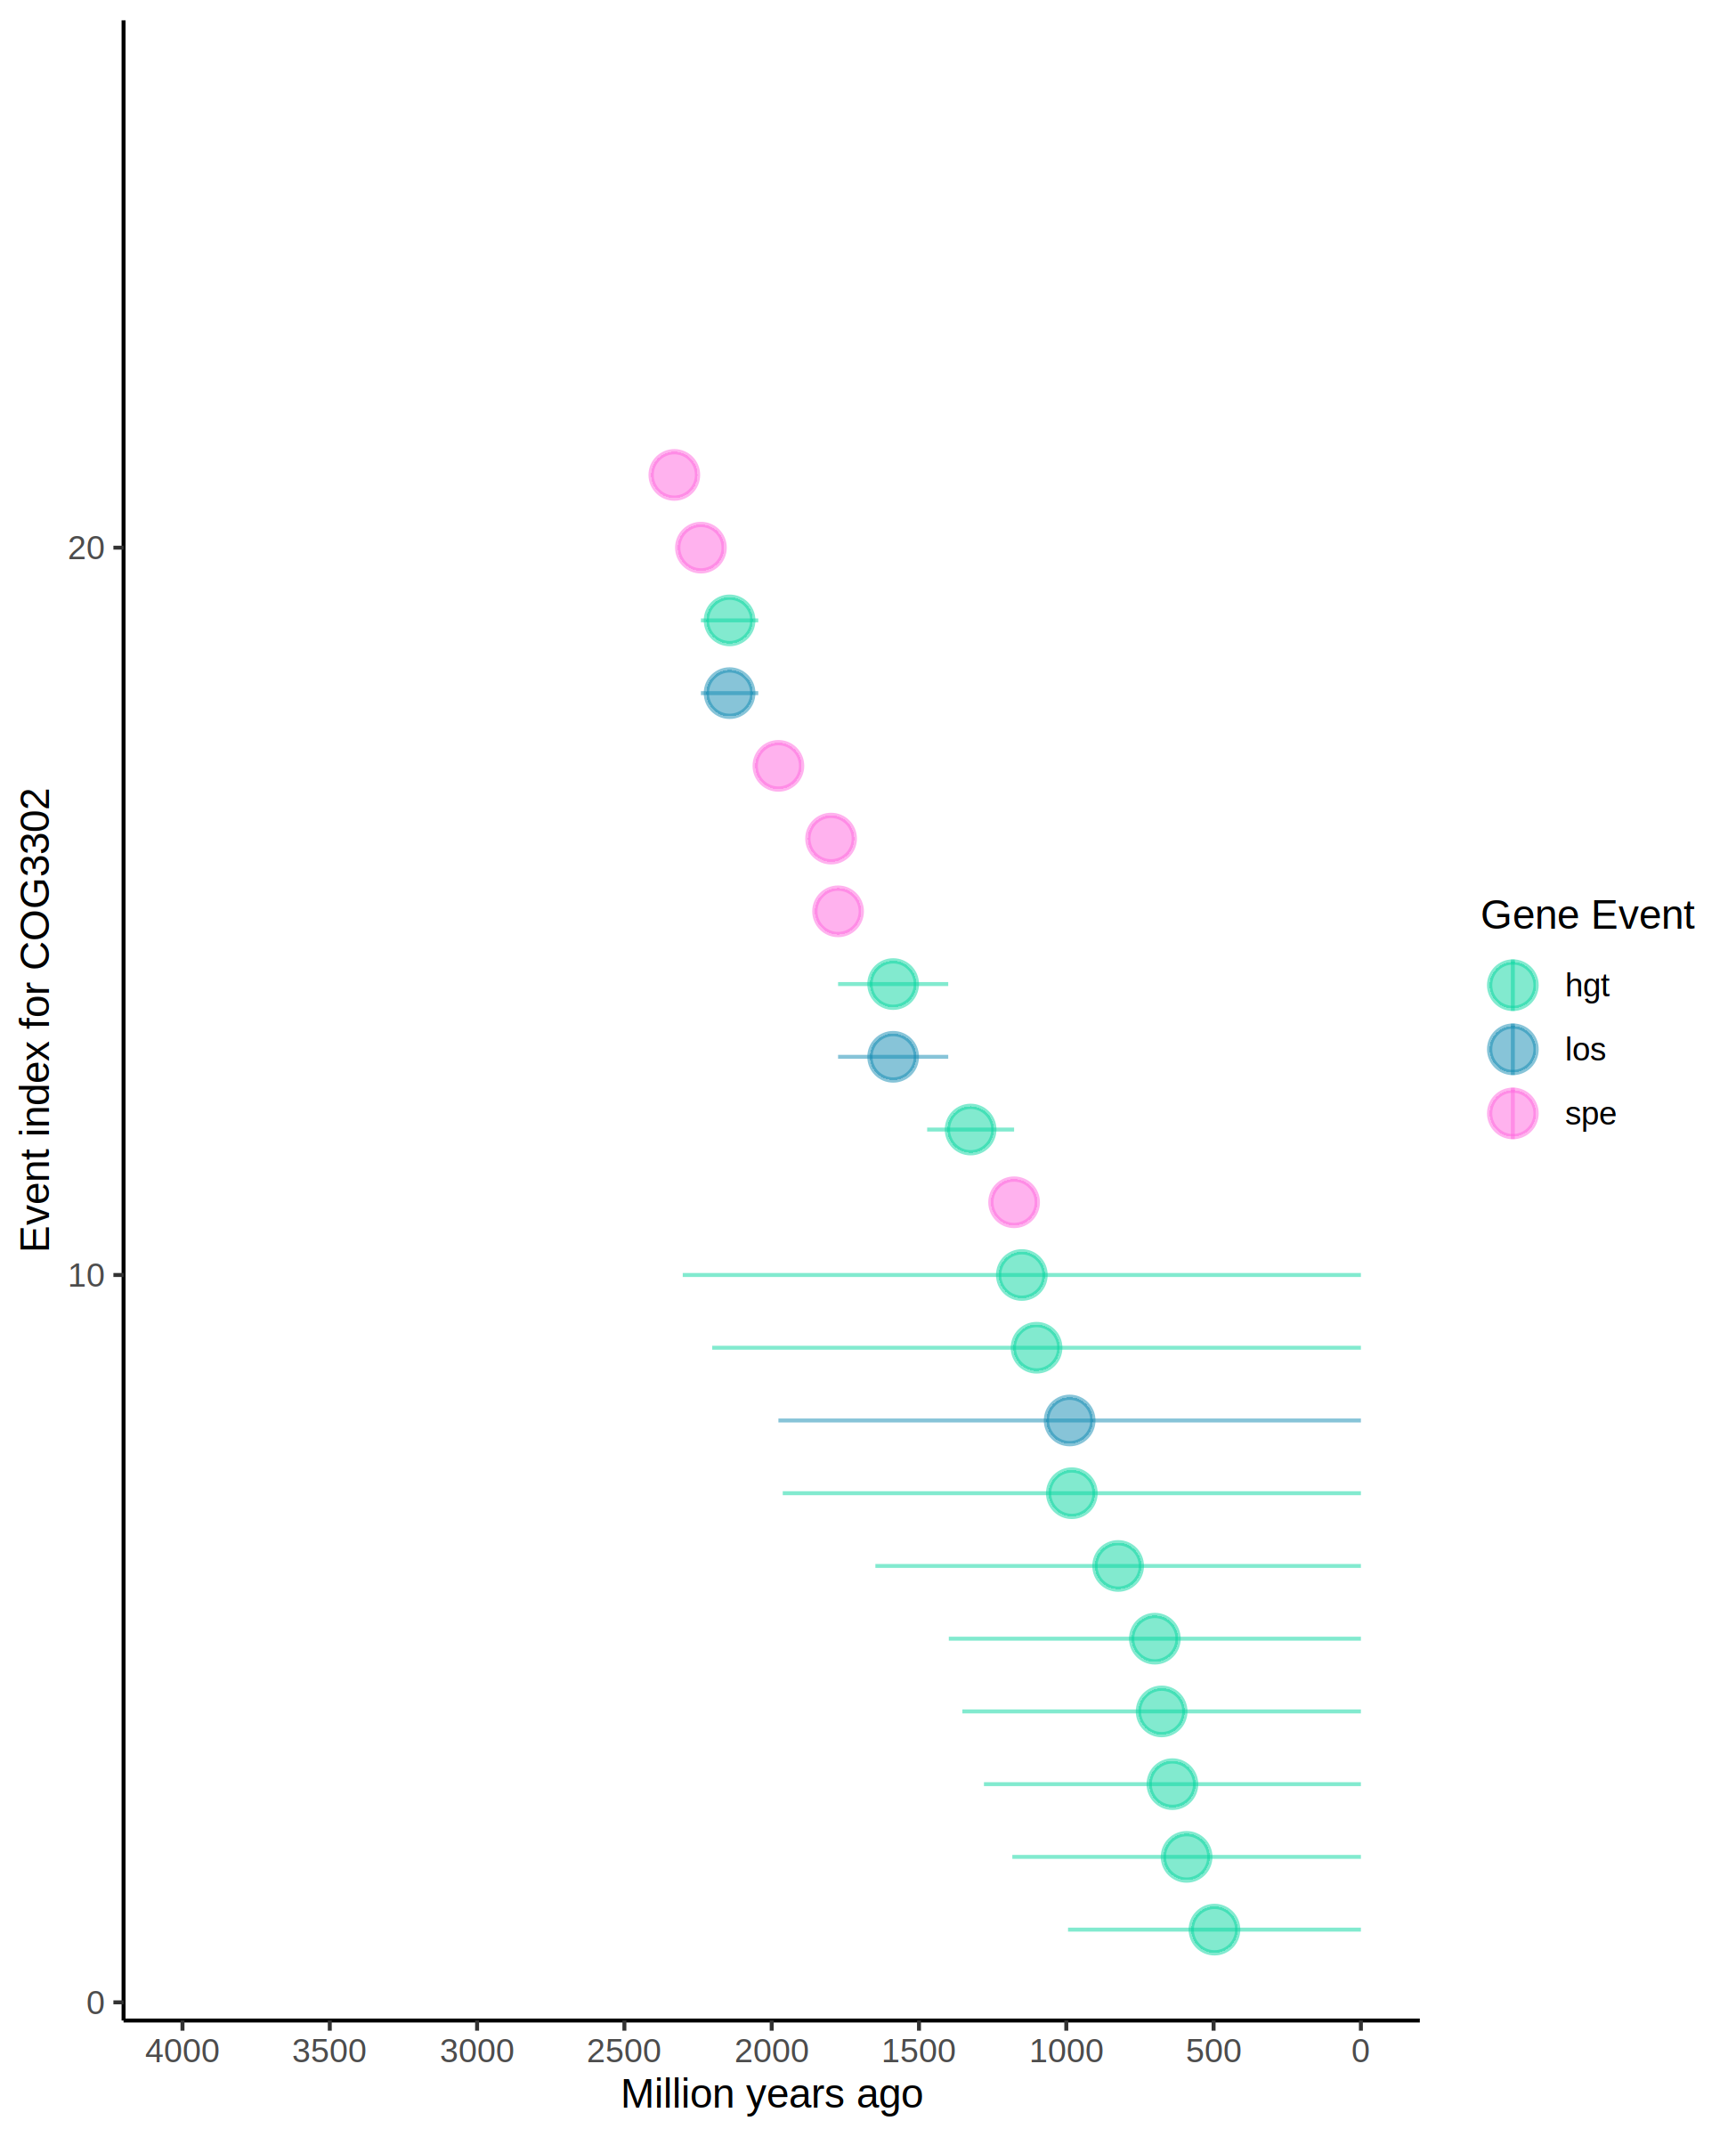 Event index for COG3302
20
10
0
4000 3500 3000 2500 2000 1500 1000 500 0
Million years ago
Gene Event
hgt
los
spe